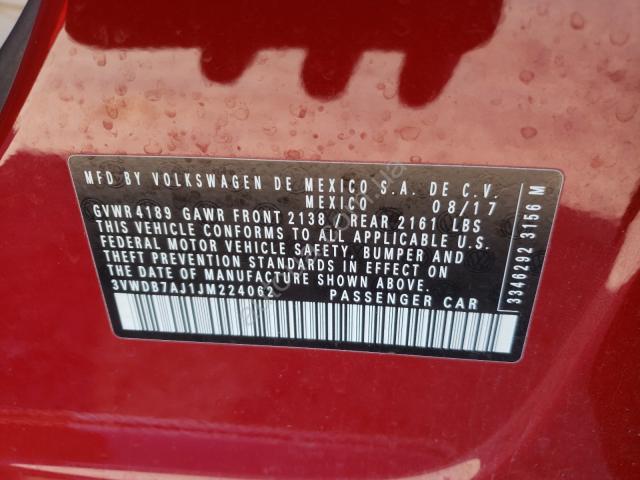 MFD BY VOLKSWAGEN DE MEXICO S.A. DE C.V.
MEXICO 08/17
GVWR 4189 GAWR FRONT 2138 REAR 2161 LBS
THIS VEHICLE CONFORMS TO ALL APPLICABLE U.S.
FEDERAL MOTOR VEHICLE SAFETY, BUMPER AND
THEFT PREVENTION STANDARDS IN EFFECT ON
THE DATE OF MANUFACTURE SHOWN ABOVE.
3VWDB7AJ1JM224062 PASSENGER CAR
3346292 3156 M